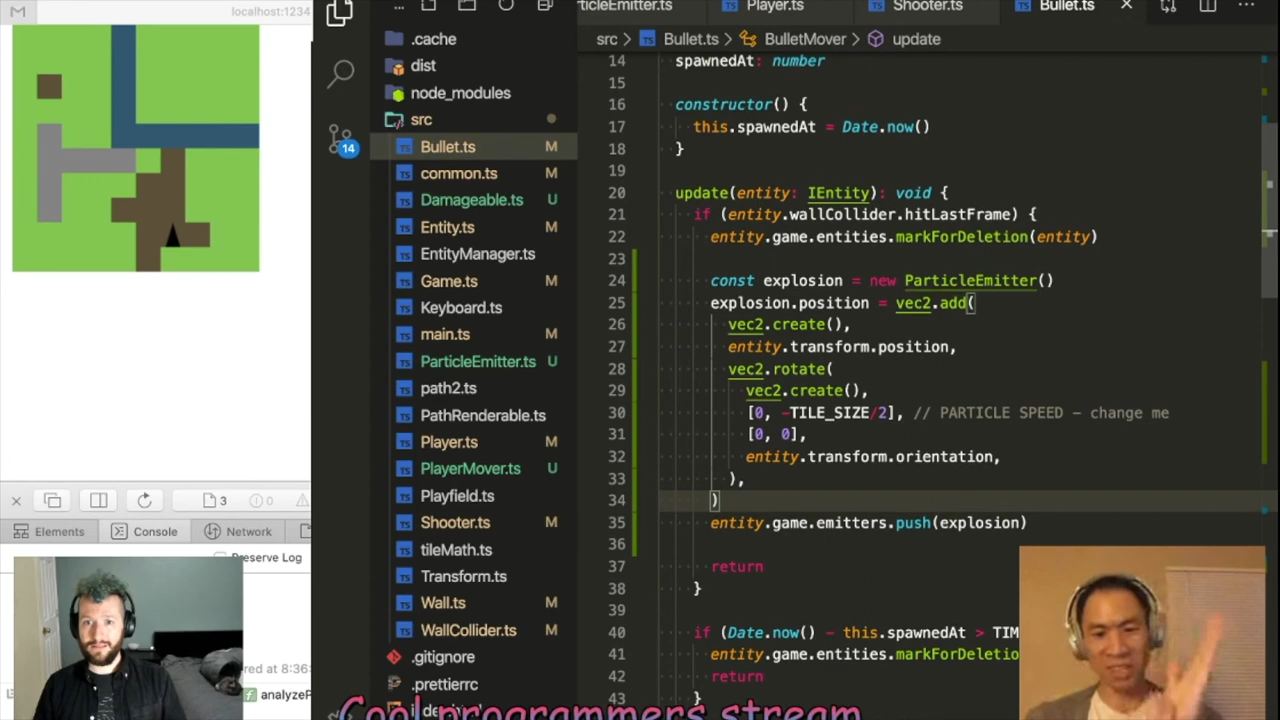 localhost:1234
ticleEmitter.ts
Player.ts
Shooter.ts
Bullet.ts
...
src > Bullet.ts > BulletMover > update
.cache
dist
node_modules
src
Bullet.ts M
common.ts M
Damageable.ts U
Entity.ts M
EntityManager.ts
Game.ts M
Keyboard.ts
main.ts M
ParticleEmitter.ts U
path2.ts
PathRenderable.ts
Player.ts M
PlayerMover.ts U
Playfield.ts
Shooter.ts M
tileMath.ts
Transform.ts
Wall.ts M
WallCollider.ts M
.gitignore
.prettierrc
14
14 spawnedAt: number
15
16 constructor() {
17 this.spawnedAt = Date.now()
18 }
19
20 update(entity: IEntity): void {
21 if (entity.wallCollider.hitLastFrame) {
22 entity.game.entities.markForDeletion(entity)
23
24 const explosion = new ParticleEmitter()
25 explosion.position = vec2.add(
26 vec2.create(),
27 entity.transform.position,
28 vec2.rotate(
29 vec2.create(),
30 [0, -TILE_SIZE/2], // PARTICLE SPEED – change me
31 [0, 0],
32 entity.transform.orientation,
33 ),
34 )
35 entity.game.emitters.push(explosion)
36
37 return
38 }
39
40 if (Date.now() - this.spawnedAt > TIM
41 entity.game.entities.markForDeletio
42 return
43 }
3
0
Elements
Console
Network
Preserve Log
red at 8:36:
f analyzeP
Cool programmers stream